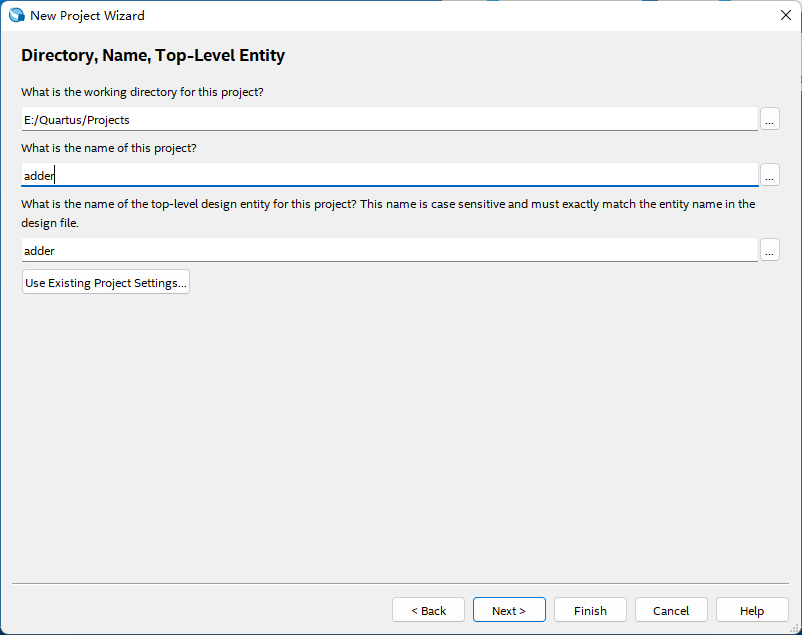 New Project Wizard
Directory, Name, Top-Level Entity
What is the working directory for this project?
E:/Quartus/Projects
...
What is the name of this project?
adder
...
What is the name of the top-level design entity for this project? This name is case sensitive and must exactly match the entity name in the
design file.
adder
...
Use Existing Project Settings...
< Back
Next >
Finish
Cancel
Help